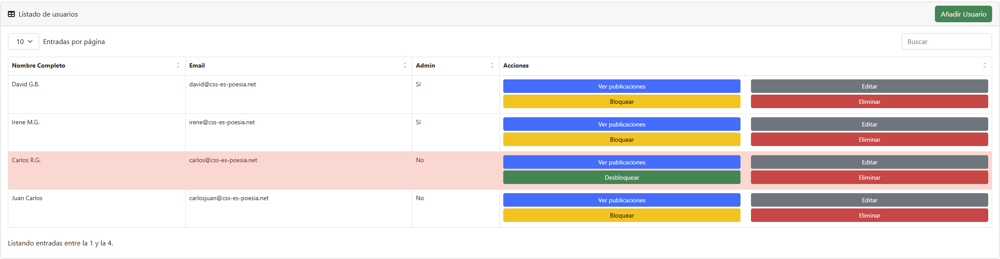 Listado de usuarios
Añadir Usuario
10 Entradas por página
Buscar
Nombre Completo Email Admin Acciones
David G.B. david@css-es-poesia.net Sí Ver publicaciones Editar
Bloquear Eliminar
Irene M.G. irene@css-es-poesia.net Sí Ver publicaciones Editar
Bloquear Eliminar
Carlos R.G. carlos@css-es-poesia.net No Ver publicaciones Editar
Desbloquear Eliminar
Juan Carlos carlosjuan@css-es-poesia.net No Ver publicaciones Editar
Bloquear Eliminar
Listando entradas entre la 1 y la 4.